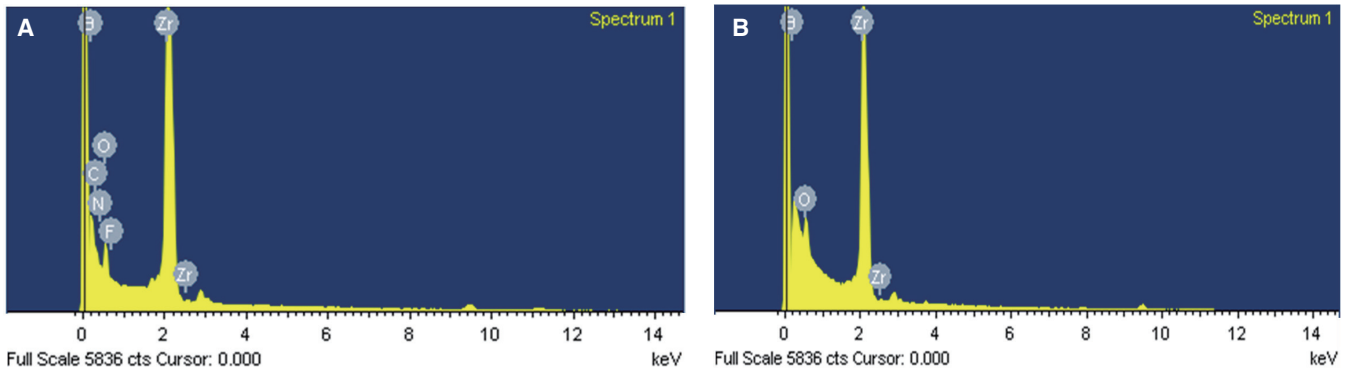 A
Spectrum 1
B
Zr
O
C
N
F
Zr
0 2 4 6 8 10 12 14
Full Scale 5836 cts Cursor: 0.000 keV
B
Spectrum 1
B
Zr
O
Zr
0 2 4 6 8 10 12 14
Full Scale 5836 cts Cursor: 0.000 keV